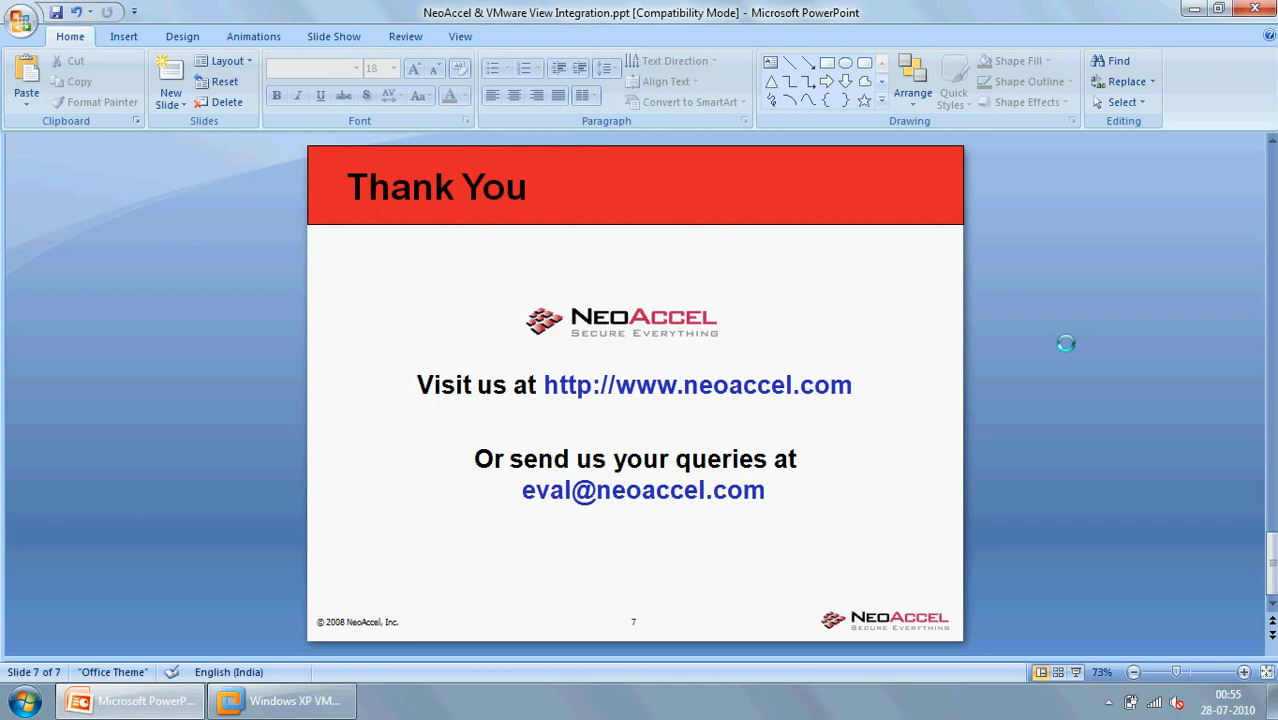 NeoAccel & VMware View Integration.ppt [Compatibility Mode] - Microsoft PowerPoint
Home Insert Design Animations Slide Show Review View
Paste
Cut
Copy
Format Painter
Clipboard
New Slide
Layout
Reset
Delete
Slides
18
B I U abc S AV Aa A
Font
Text Direction
Align Text
Convert to SmartArt
Paragraph
Arrange
Quick Styles
Shape Fill
Shape Outline
Shape Effects
Drawing
Find
Replace
Select
Editing
Thank You
NEOACCEL
SECURE EVERYTHING
Visit us at http://www.neoaccel.com
Or send us your queries at
eval@neoaccel.com
© 2008 NeoAccel, Inc.
7
NEOACCEL
SECURE EVERYTHING
Slide 7 of 7 "Office Theme" English (India) 73%
Microsoft PowerP... Windows XP VM...
00:55
28-07-2010